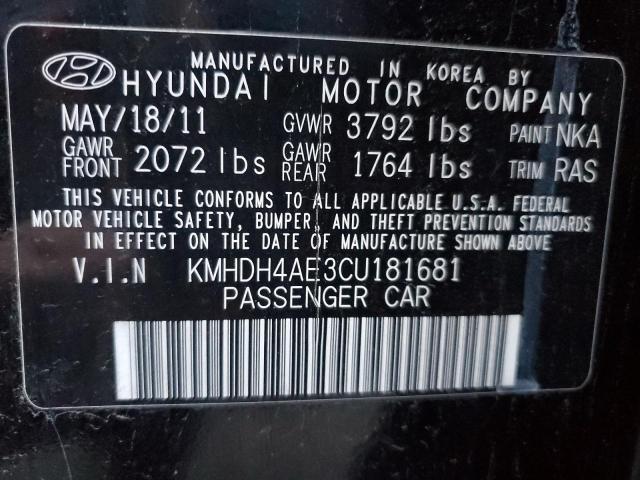 MANUFACTURED IN KOREA BY
HYUNDAI MOTOR COMPANY
MAY/18/11 GVWR 3792 lbs PAINT NKA
GAWR FRONT 2072 lbs GAWR REAR 1764 lbs TRIM RAS
THIS VEHICLE CONFORMS TO ALL APPLICABLE U.S.A. FEDERAL
MOTOR VEHICLE SAFETY, BUMPER, AND THEFT PREVENTION STANDARDS
IN EFFECT ON THE DATE OF MANUFACTURE SHOWN ABOVE
V.I.N KMHDH4AE3CU181681
PASSENGER CAR